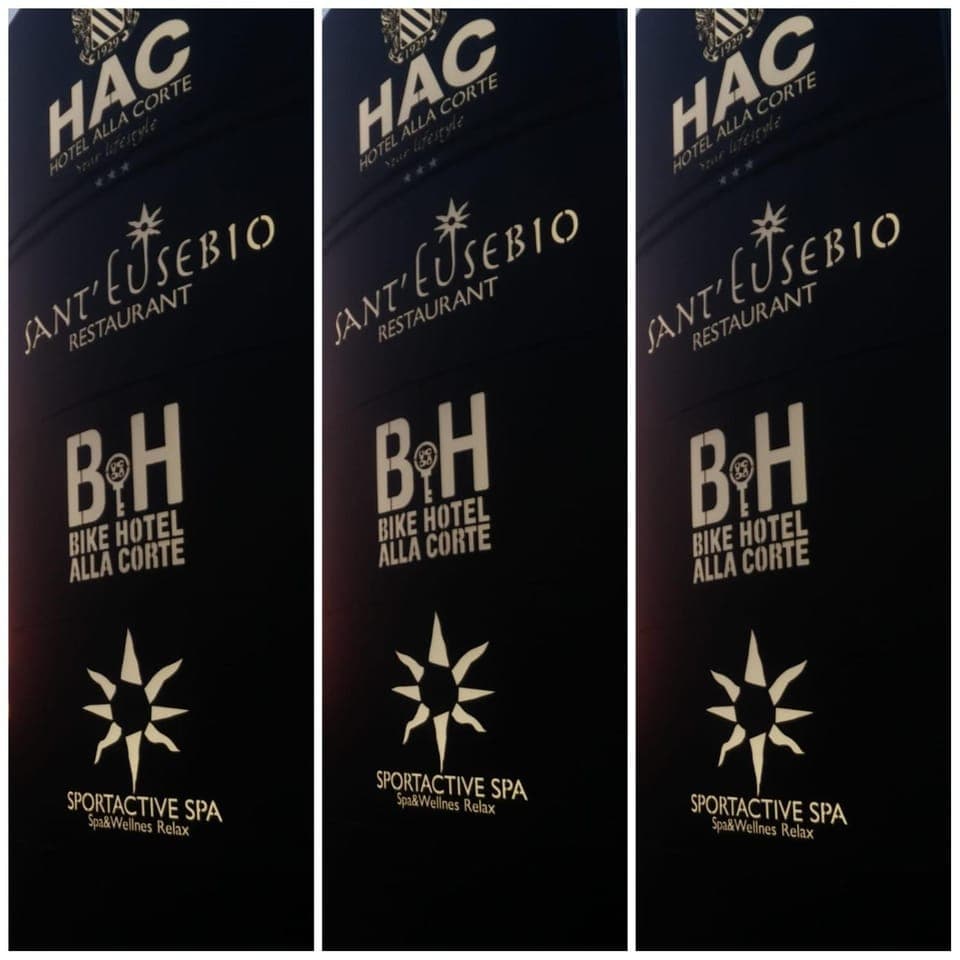 1929
HAC
HOTEL ALLA CORTE
Your lifestyle
SANT'EUSEBIO
RESTAURANT
BH
BIKE HOTEL
ALLA CORTE
SPORTACTIVE SPA
Spa&Wellnes Relax
1929
HAC
HOTEL ALLA CORTE
Your lifestyle
SANT'EUSEBIO
RESTAURANT
BH
BIKE HOTEL
ALLA CORTE
SPORTACTIVE SPA
Spa&Wellnes Relax
1929
HAC
HOTEL ALLA CORTE
Your lifestyle
SANT'EUSEBIO
RESTAURANT
BH
BIKE HOTEL
ALLA CORTE
SPORTACTIVE SPA
Spa&Wellnes Relax